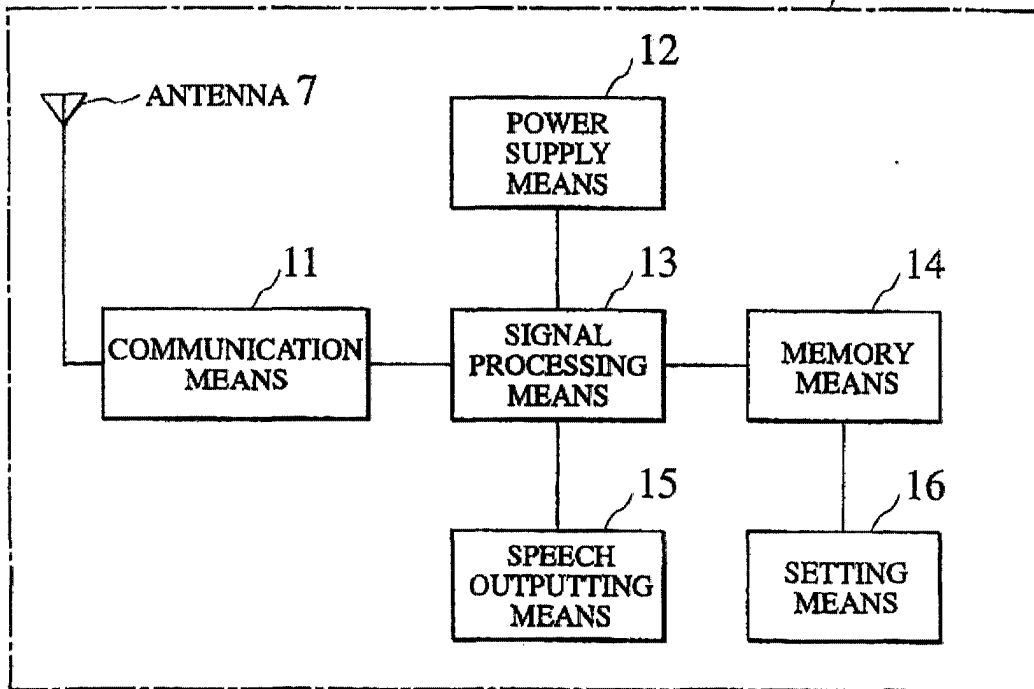 ANTENNA 7
12
POWER
SUPPLY
MEANS
11
COMMUNICATION
MEANS
13
SIGNAL
PROCESSING
MEANS
14
MEMORY
MEANS
15
SPEECH
OUTPUTTING
MEANS
16
SETTING
MEANS